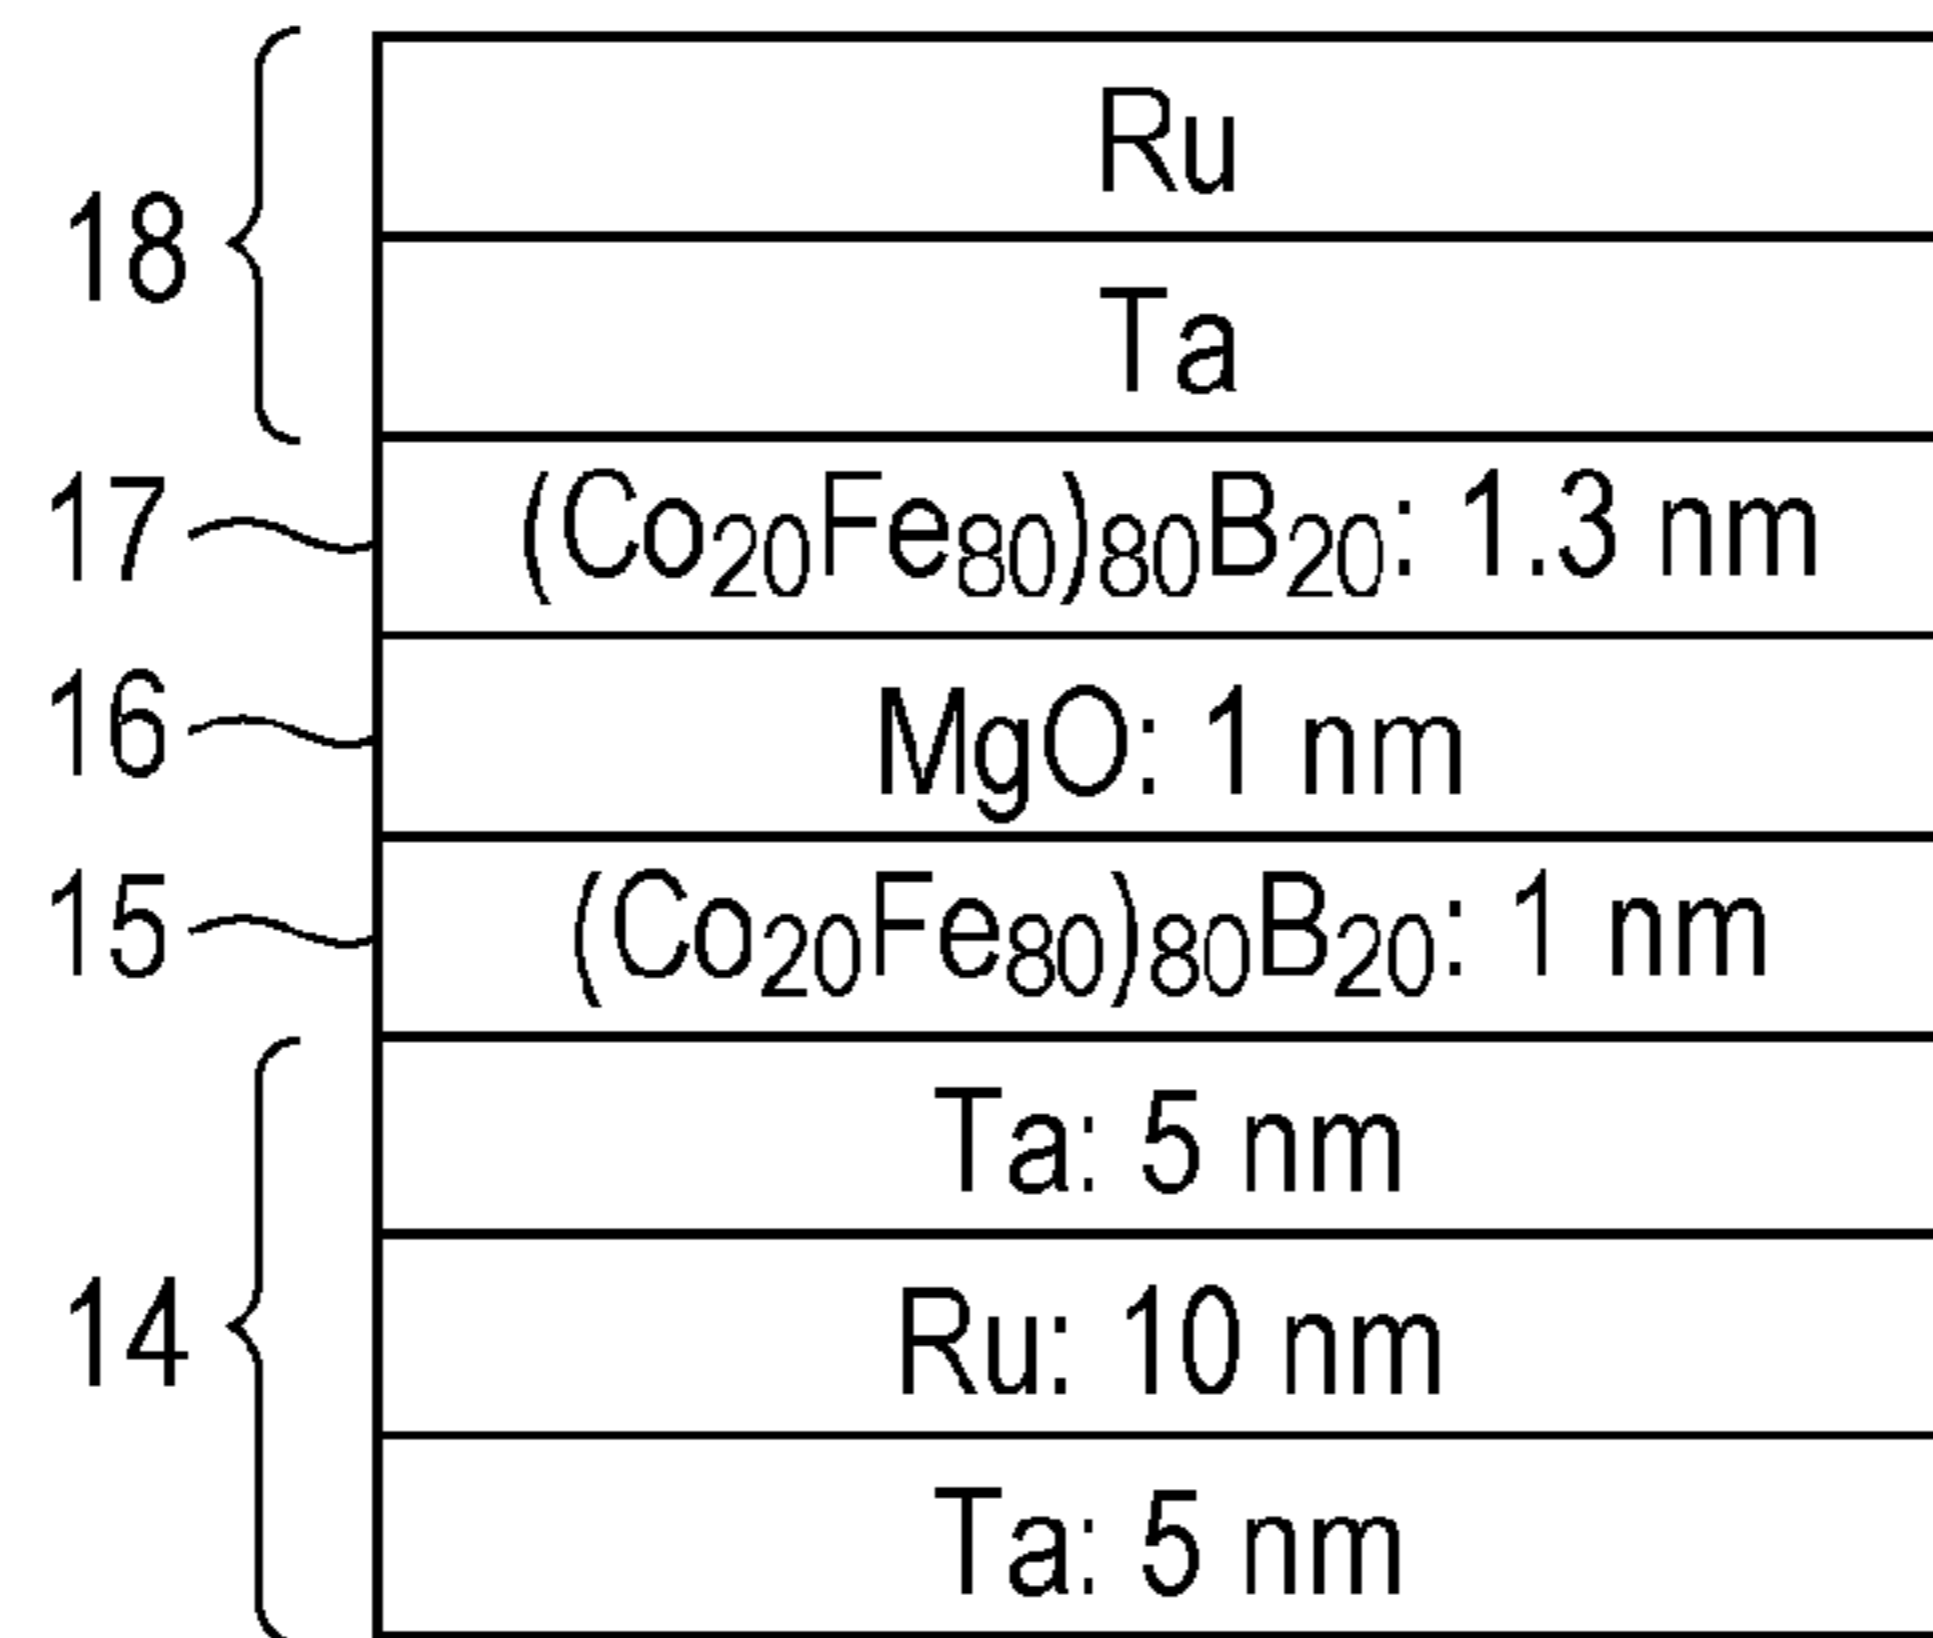 Ru
18
Ta
17 (Co₂₀Fe₈₀)₈₀B₂₀: 1.3 nm
16 MgO: 1 nm
15 (Co₂₀Fe₈₀)₈₀B₂₀: 1 nm
Ta: 5 nm
14 Ru: 10 nm
Ta: 5 nm